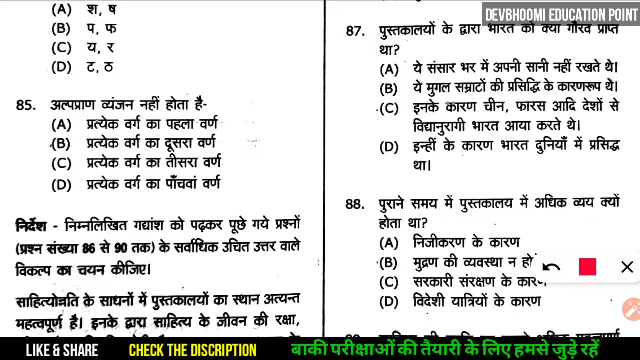 DEVBHOOMI EDUCATION POINT
(A) श, ष
(B) प, फ
(C) य, र
(D) ट, ठ
85. अल्पप्राण व्यंजन नहीं होता है-
(A) प्रत्येक वर्ग का पहला वर्ण
(B) प्रत्येक वर्ग का दूसरा वर्ण
(C) प्रत्येक वर्ग का तीसरा वर्ण
(D) प्रत्येक वर्ग का पाँचवां वर्ण
निर्देश - निम्नलिखित गद्यांश को पढ़कर पूछे गये प्रश्नों
(प्रश्न संख्या 86 से 90 तक) के सर्वाधिक उचित उत्तर वाले
विकल्प का चयन कीजिए।
साहित्योन्नति के साधनों में पुस्तकालयों का स्थान अत्यन्त
महत्वपूर्ण है। इनके द्वारा साहित्य के जीवन की रक्षा,
87. पुस्तकालयों के द्वारा भारत को क्या गौरव प्राप्त
था?
(A) ये संसार भर में अपनी सानी नहीं रखते थे।
(B) ये मुगल सम्राटों की प्रसिद्धि के कारणरूप थे।
(C) इनके कारण चीन, फारस आदि देशों से
विद्यानुरागी भारत आया करते थे।
(D) इन्हीं के कारण भारत दुनियाँ में प्रसिद्ध
था।
88. पुराने समय में पुस्तकालय में अधिक व्यय क्यों
होता था?
(A) निजीकरण के कारण
(B) मुद्रण की व्यवस्था न हो
(C) सरकारी संरक्षण के
(D) विदेशी यात्रियों के कारण
LIKE & SHARE CHECK THE DISCRIPTION बाकी परीक्षाओं की तैयारी के लिए हमसे जुड़े रहें